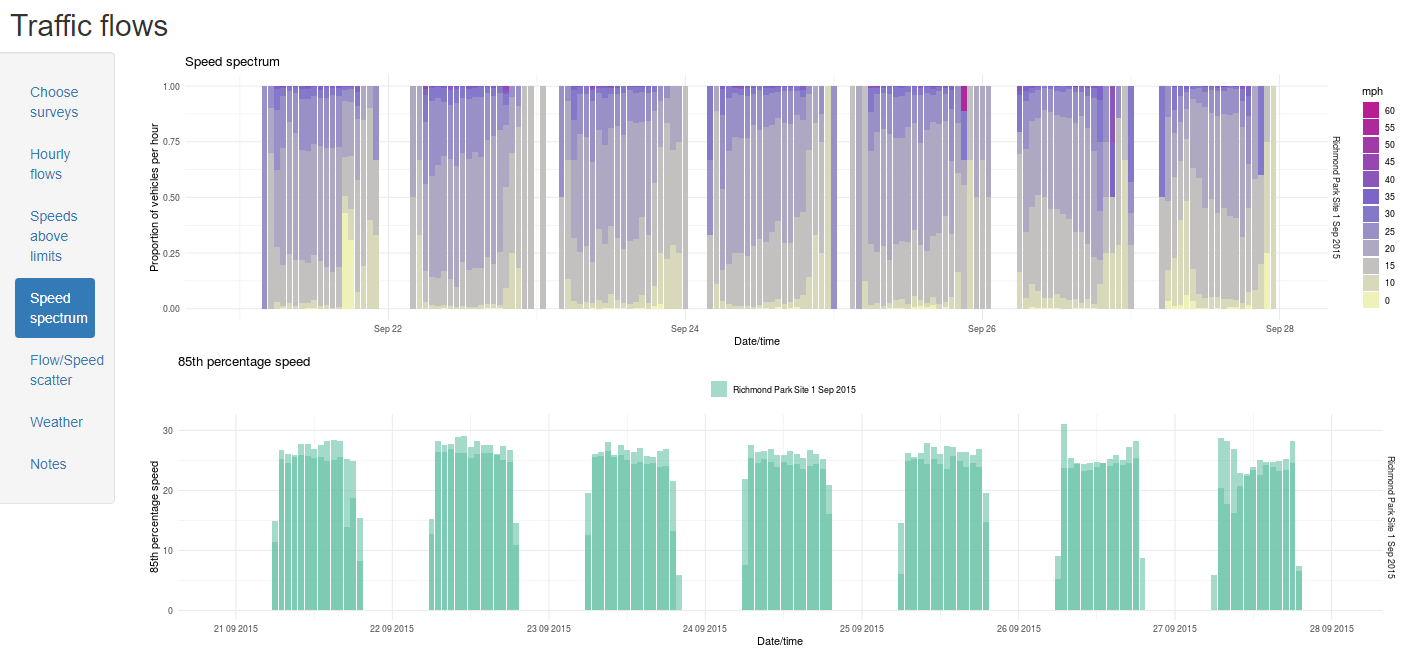 Traffic flows
Choose
surveys
Hourly
flows
Speeds
above
limits
Speed
spectrum
Flow/Speed
scatter
Weather
Notes
Speed spectrum
Proportion of vehicles per hour
1.00
0.75
0.50
0.25
0.00
Sep 22
Sep 24
Sep 26
Sep 28
Date/time
Richmond Park Site 1 Sep 2015
mph
60
55
50
45
40
35
30
25
20
15
10
0
85th percentage speed
Richmond Park Site 1 Sep 2015
85th percentage speed
30
20
10
0
21 09 2015
22 09 2015
23 09 2015
24 09 2015
25 09 2015
26 09 2015
27 09 2015
28 09 2015
Date/time
Richmond Park Site 1 Sep 2015